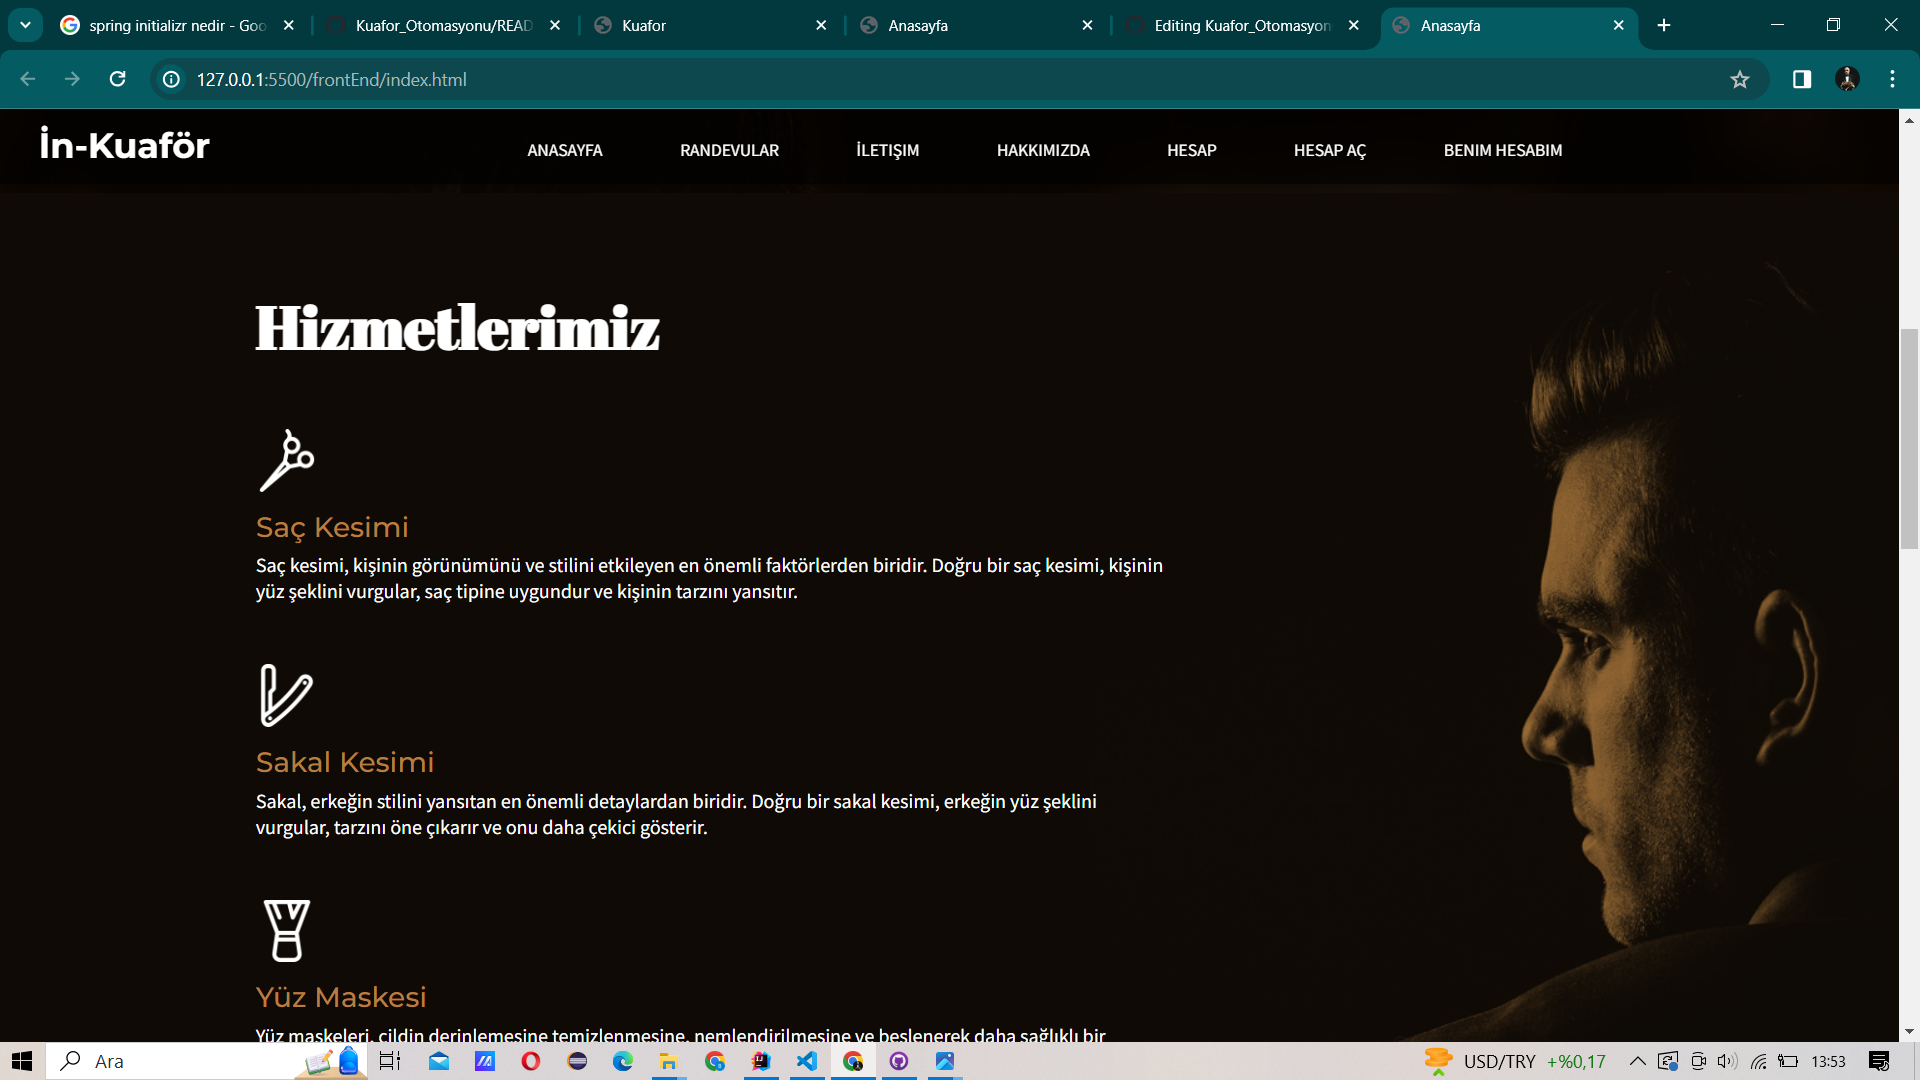 spring initializr nedir - Goo
Kuafor_Otomasyonu/READ
Kuafor
Anasayfa
Editing Kuafor_Otomasyon
Anasayfa
127.0.0.1:5500/frontEnd/index.html
İn-Kuaför
ANASAYFA
RANDEVULAR
İLETIŞIM
HAKKIMIZDA
HESAP
HESAP AÇ
BENIM HESABIM
Hizmetlerimiz
Saç Kesimi
Saç kesimi, kişinin görünümünü ve stilini etkileyen en önemli faktörlerden biridir. Doğru bir saç kesimi, kişinin
yüz şeklini vurgular, saç tipine uygundur ve kişinin tarzını yansıtır.
Sakal Kesimi
Sakal, erkeğin stilini yansıtan en önemli detaylardan biridir. Doğru bir sakal kesimi, erkeğin yüz şeklini
vurgular, tarzını öne çıkarır ve onu daha çekici gösterir.
Yüz Maskesi
Yüz maskeleri, cildin derinlemesine temizlenmesine, nemlendirilmesine ve beslenerek daha sağlıklı bir
Ara
USD/TRY +%0,17
13:53